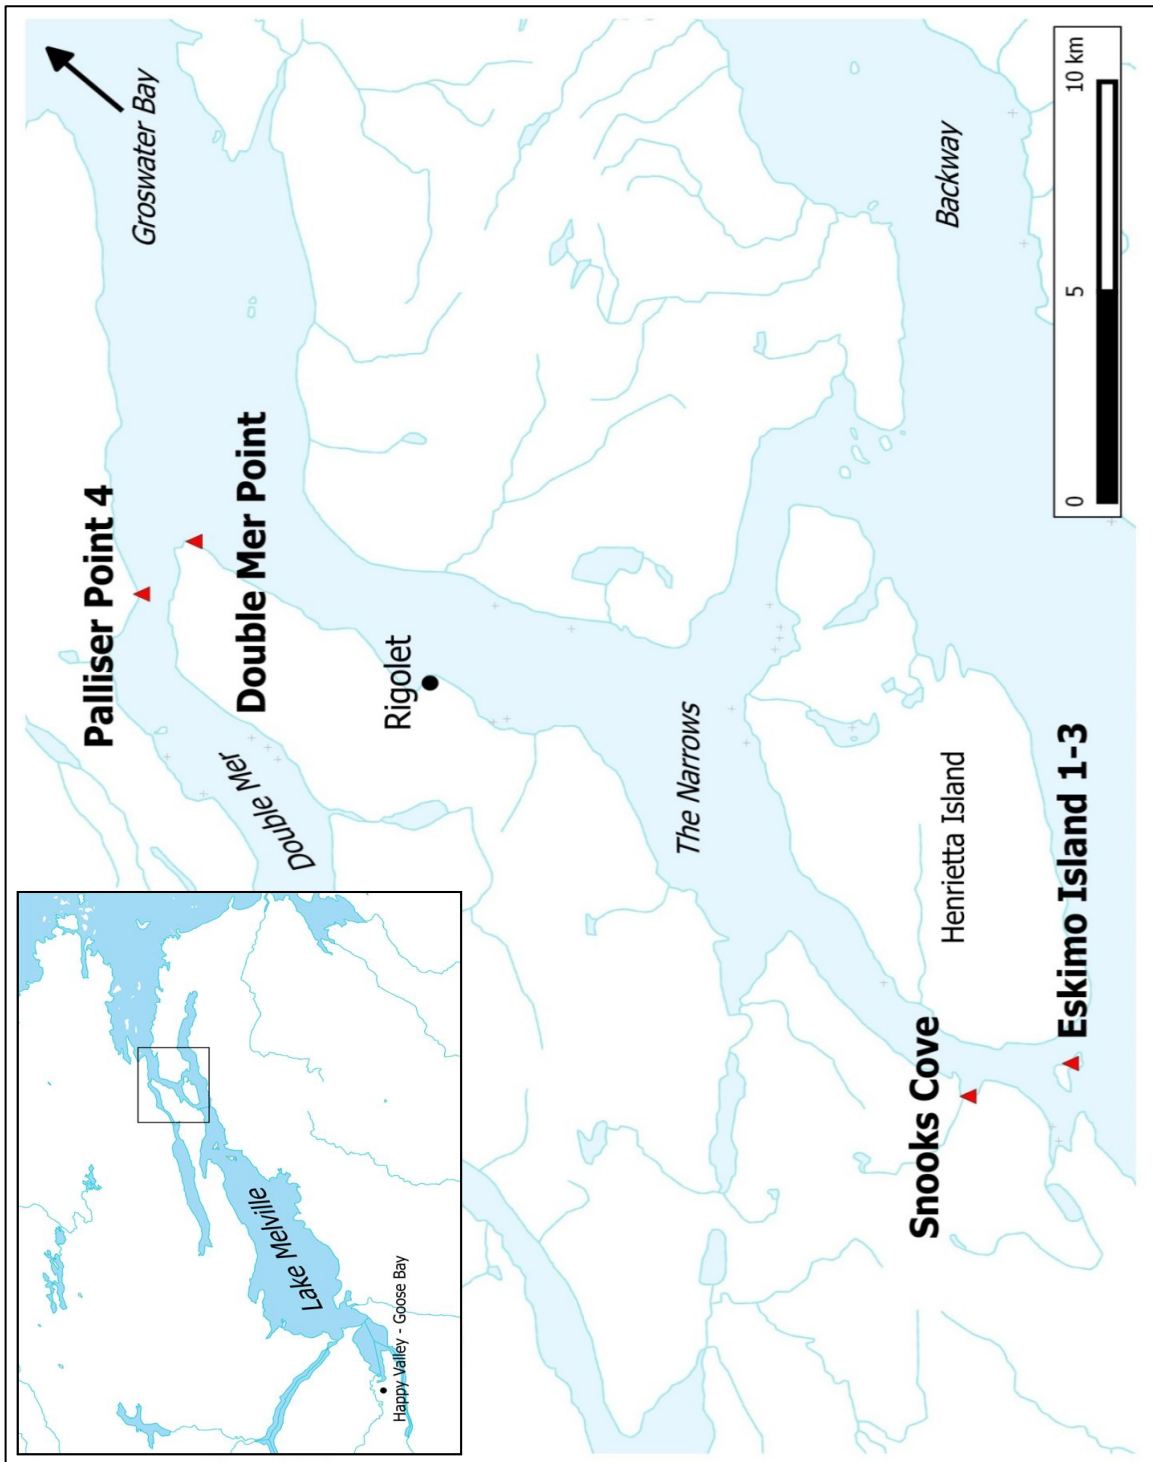 Groswater Bay
Palliser Point 4
Double Mer Point
Double Mer
Rigolet
The Narrows
Backway
Henrietta Island
Snooks Cove
Eskimo Island 1-3
0 5 10 km
Lake Melville
Happy Valley - Goose Bay